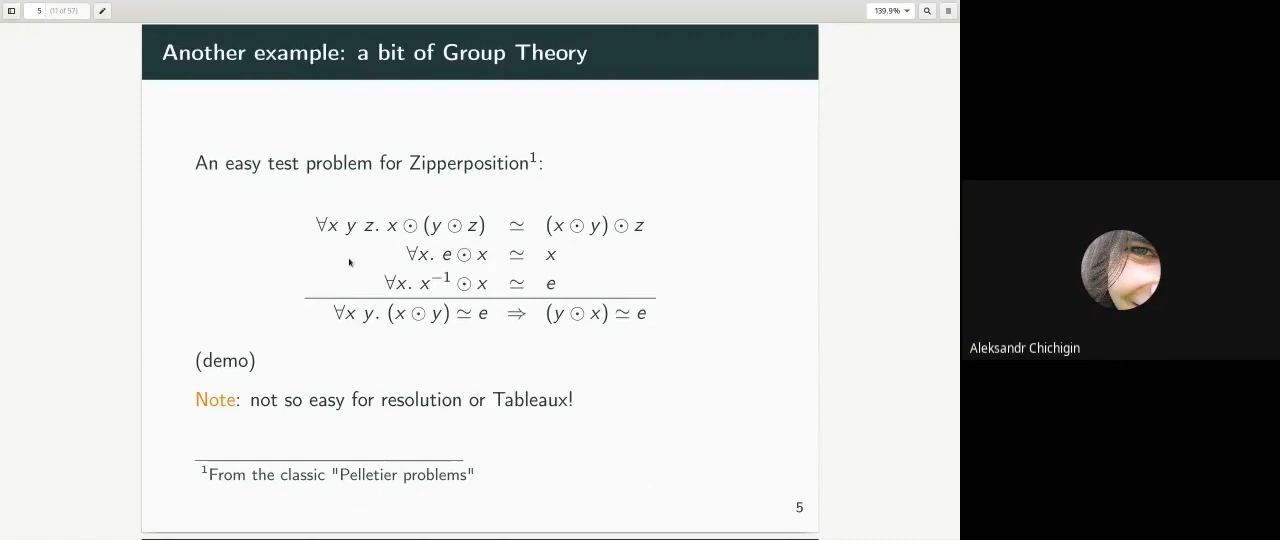 5 (11 of 57) 139.9%
Another example: a bit of Group Theory
An easy test problem for Zipperposition¹:
∀x y z. x ⊙ (y ⊙ z) ≃ (x ⊙ y) ⊙ z
∀x. e ⊙ x ≃ x
∀x. x⁻¹ ⊙ x ≃ e
∀x y. (x ⊙ y) ≃ e ⇒ (y ⊙ x) ≃ e
(demo)
Note: not so easy for resolution or Tableaux!
¹From the classic "Pelletier problems"
5
Aleksandr Chichigin